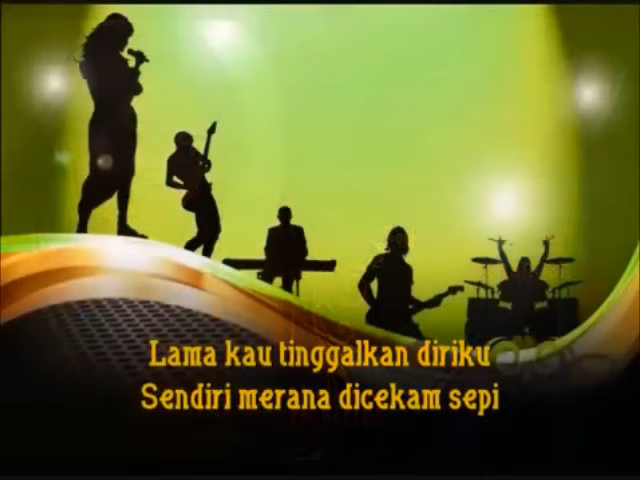 Lama kau tinggalkan diriku
Sendiri merana dicekam sepi